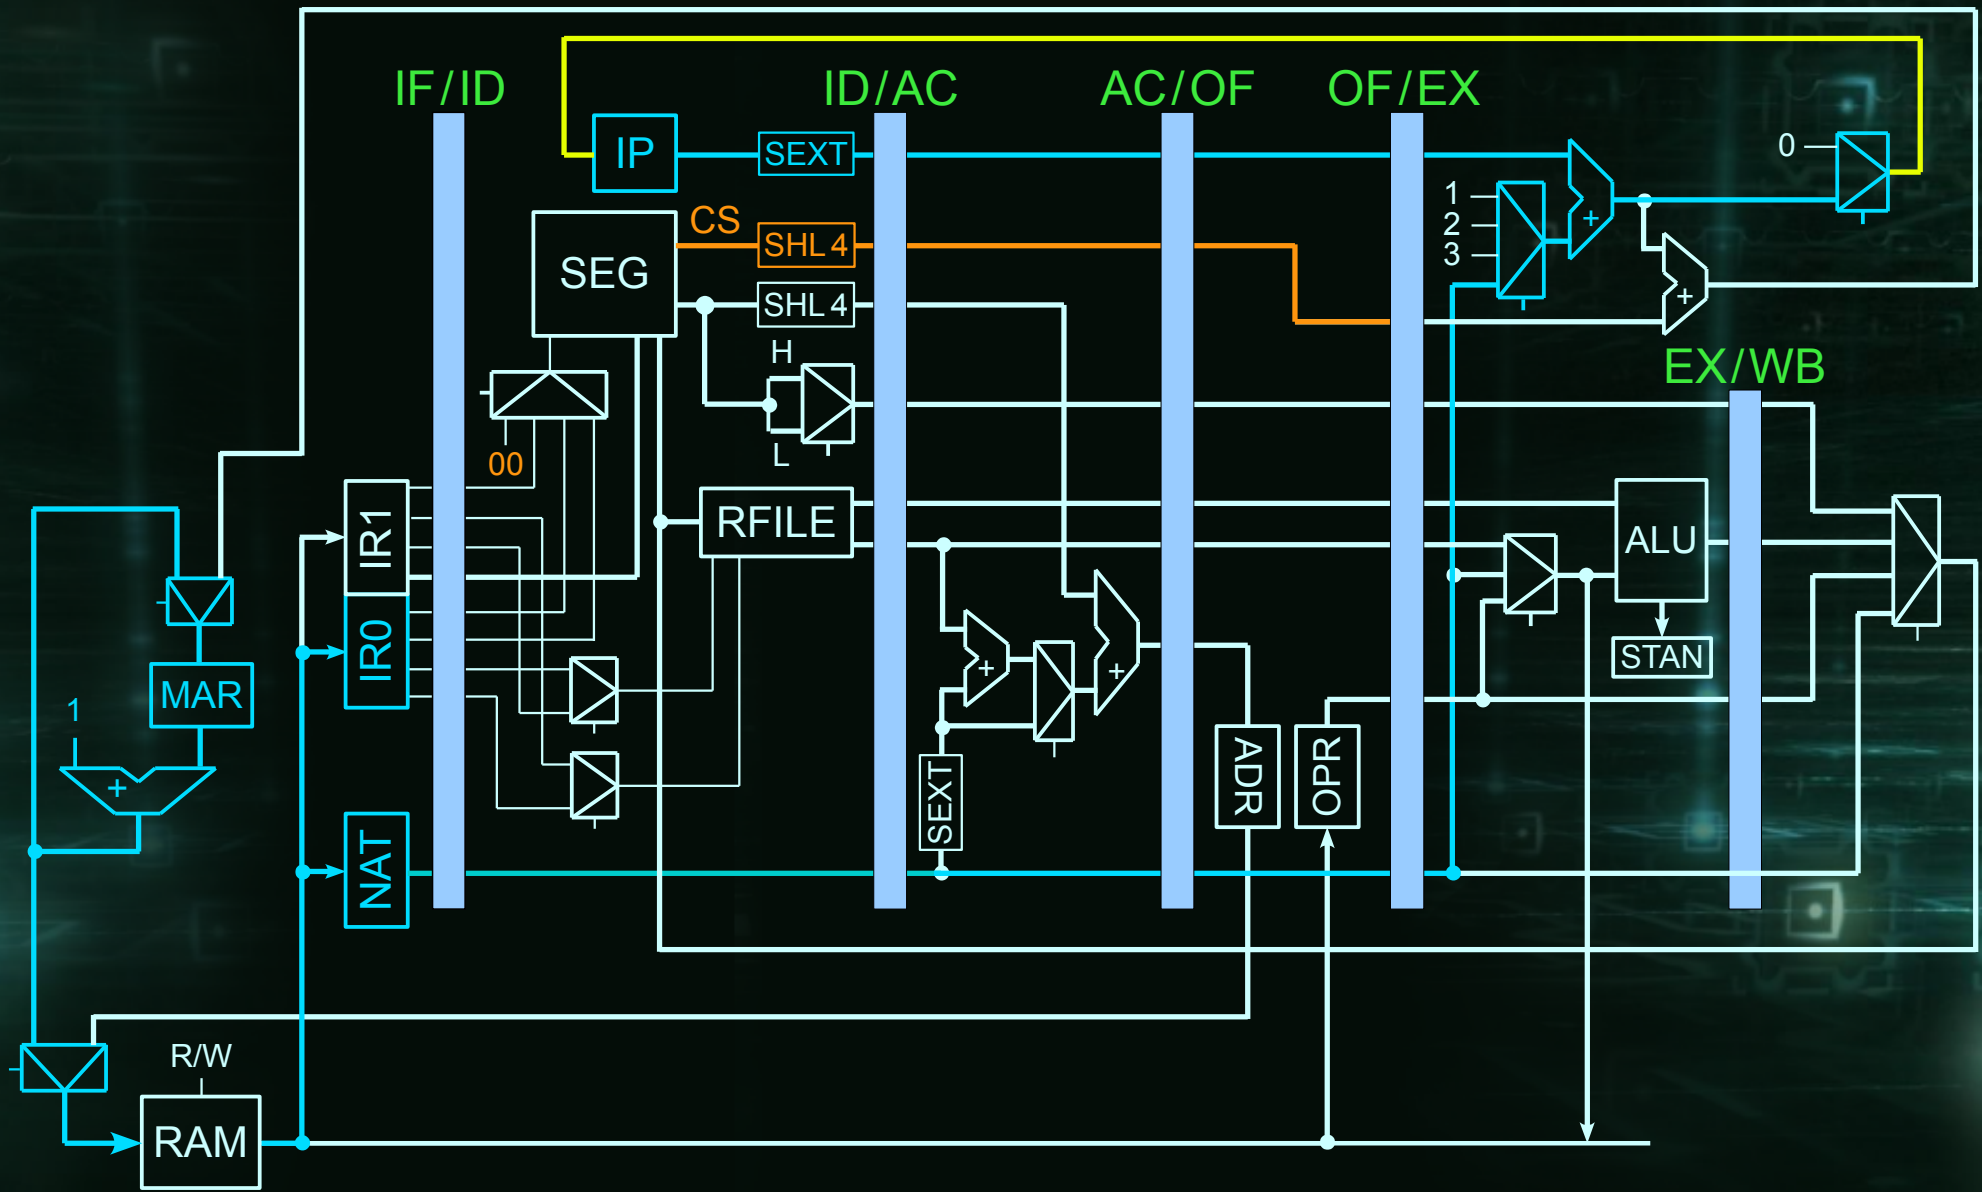 IF/ID
ID/AC
AC/OF
OF/EX
IP
SEXT
0
CS
SHL 4
SEG
SHL 4
1
2
3
+
+
H
L
EX/WB
00
IR1
RFILE
ALU
IR0
STAN
MAR
+
+
1
+
SEXT
ADR
OPR
NAT
R/W
RAM